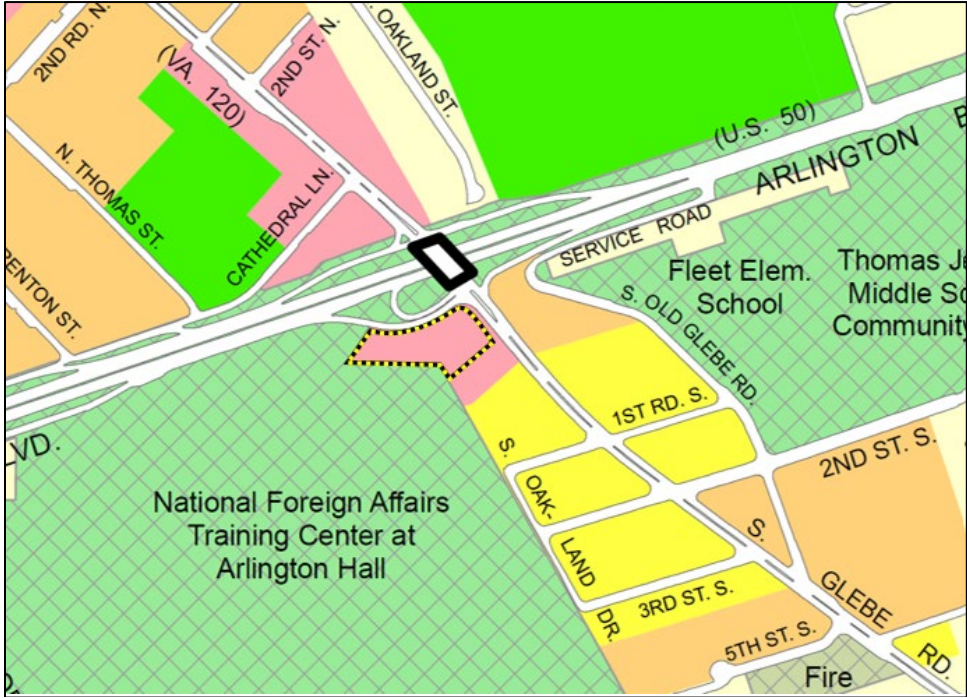 2ND RD. N.
(VA. 120)
2ND ST. N.
OAKLAND ST.
(U.S. 50)
ARLINGTON B
N. THOMAS ST.
CATHEDRAL LN.
SERVICE ROAD
Fleet Elem.
School
Thomas Je
Middle Sc
Community
RENTON ST.
S. OLD GLEBE RD.
1ST RD. S.
LVD.
2ND ST. S.
S. OAK-
LAND
DR.
National Foreign Affairs
Training Center at
Arlington Hall
S. GLEBE
RD.
3RD ST. S.
5TH ST. S.
Fire